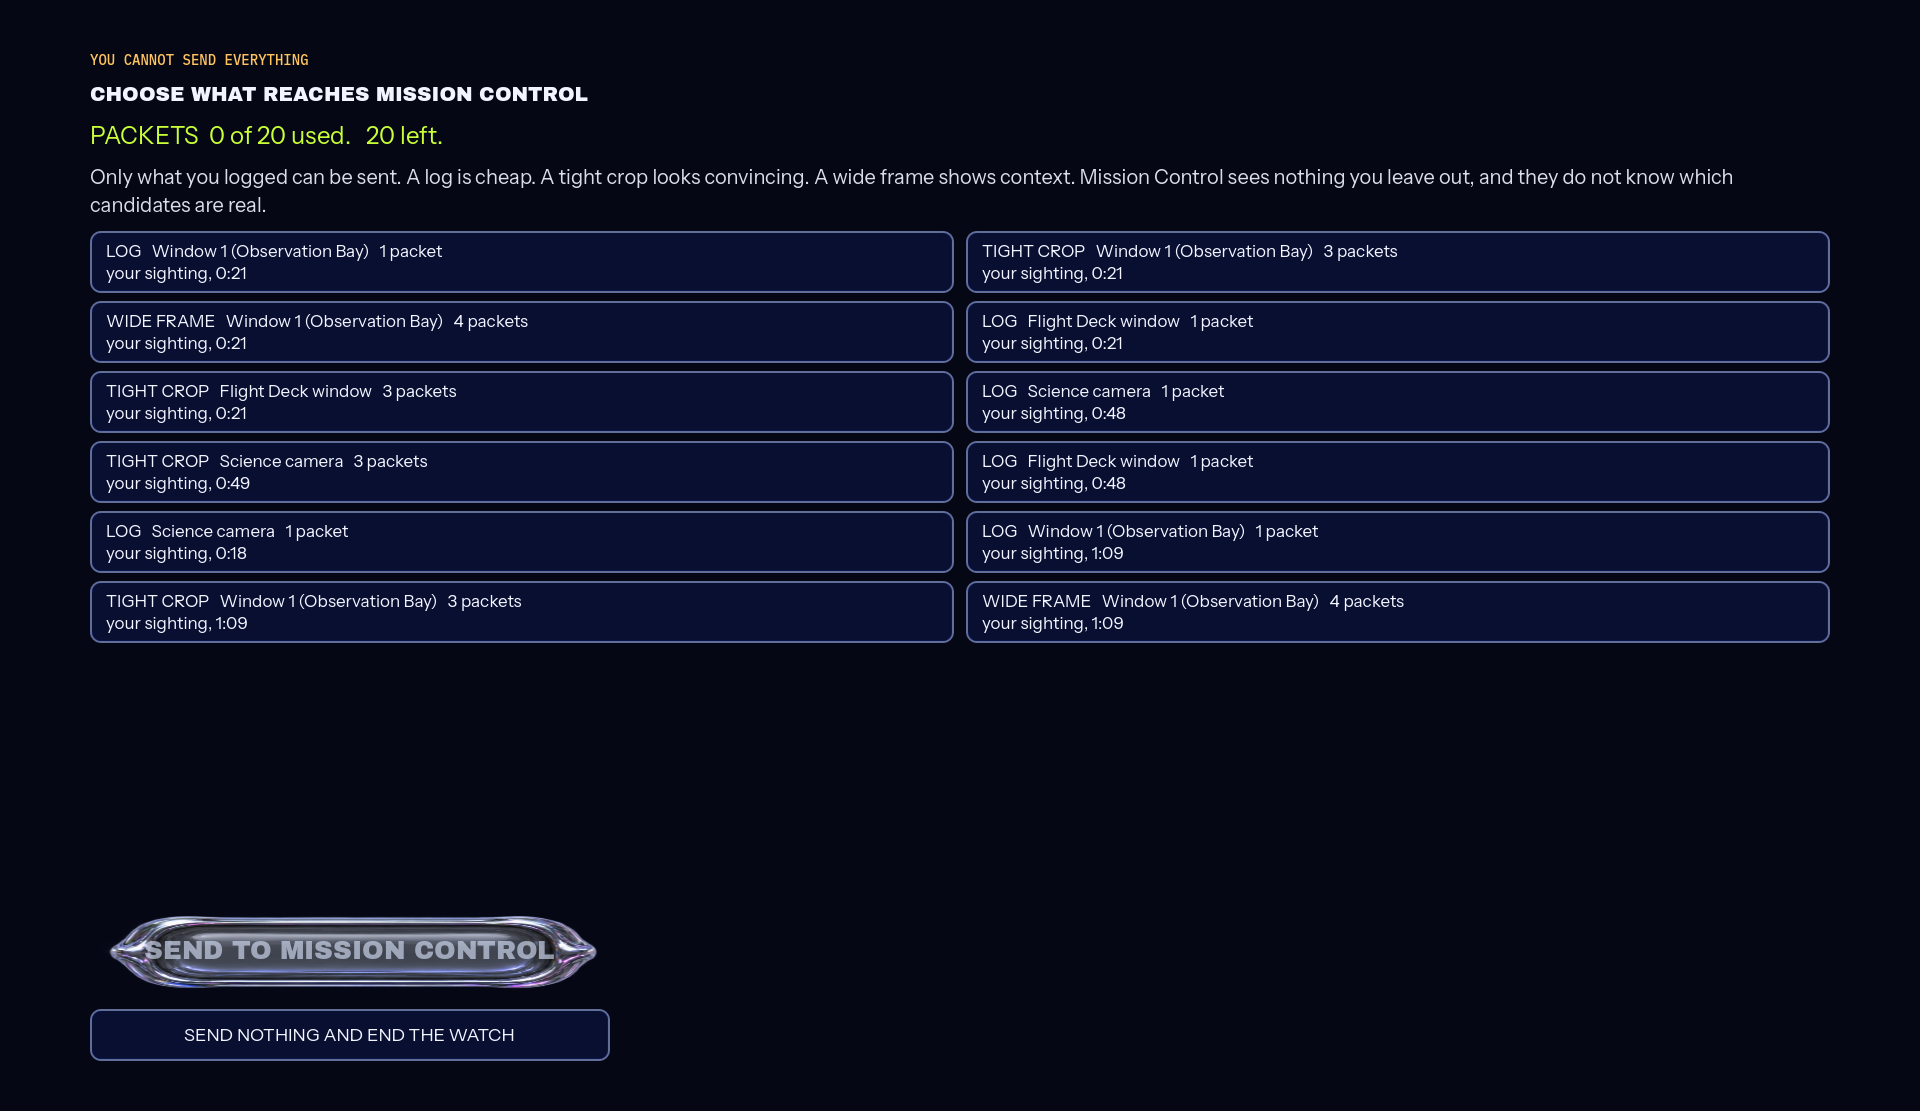 YOU CANNOT SEND EVERYTHING
CHOOSE WHAT REACHES MISSION CONTROL
PACKETS 0 of 20 used. 20 left.
Only what you logged can be sent. A log is cheap. A tight crop looks convincing. A wide frame shows context. Mission Control sees nothing you leave out, and they do not know which
candidates are real.
LOG Window 1 (Observation Bay) 1 packet
your sighting, 0:21
TIGHT CROP Window 1 (Observation Bay) 3 packets
your sighting, 0:21
WIDE FRAME Window 1 (Observation Bay) 4 packets
your sighting, 0:21
LOG Flight Deck window 1 packet
your sighting, 0:21
TIGHT CROP Flight Deck window 3 packets
your sighting, 0:21
LOG Science camera 1 packet
your sighting, 0:48
TIGHT CROP Science camera 3 packets
your sighting, 0:49
LOG Flight Deck window 1 packet
your sighting, 0:48
LOG Science camera 1 packet
your sighting, 0:18
LOG Window 1 (Observation Bay) 1 packet
your sighting, 1:09
TIGHT CROP Window 1 (Observation Bay) 3 packets
your sighting, 1:09
WIDE FRAME Window 1 (Observation Bay) 4 packets
your sighting, 1:09
SEND TO MISSION CONTROL
SEND NOTHING AND END THE WATCH